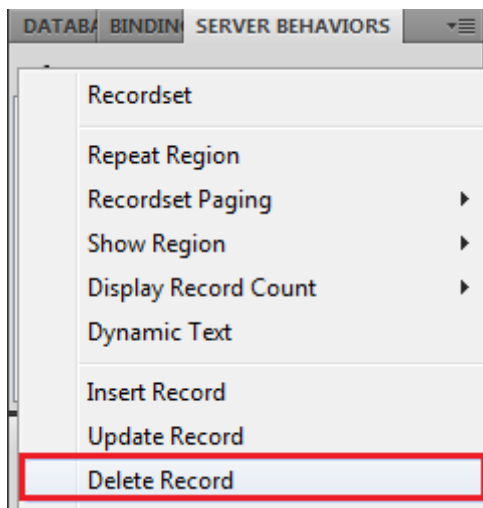 DATABA BINDIN SERVER BEHAVIORS
Recordset
Repeat Region
Recordset Paging
Show Region
Display Record Count
Dynamic Text
Insert Record
Update Record
Delete Record